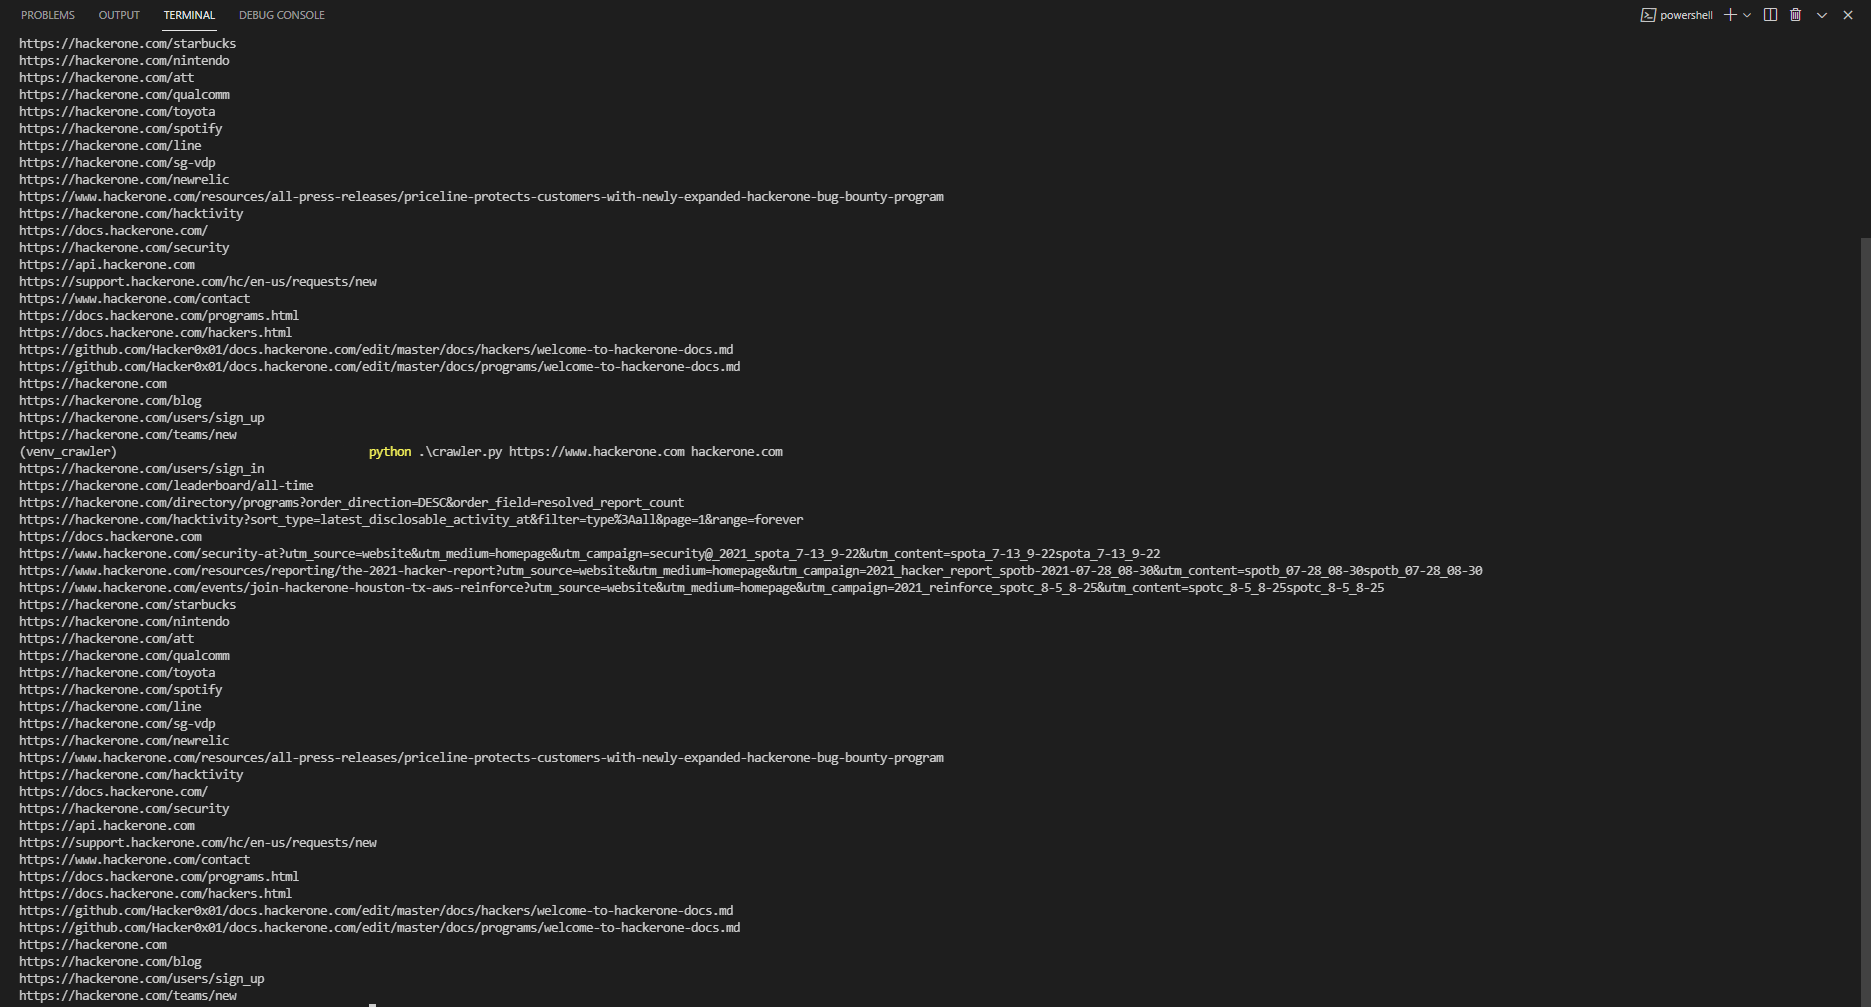 PROBLEMS OUTPUT TERMINAL DEBUG CONSOLE powershell
https://hackerone.com/starbucks
https://hackerone.com/nintendo
https://hackerone.com/att
https://hackerone.com/qualcomm
https://hackerone.com/toyota
https://hackerone.com/spotify
https://hackerone.com/line
https://hackerone.com/sg-vdp
https://hackerone.com/newrelic
https://www.hackerone.com/resources/all-press-releases/priceline-protects-customers-with-newly-expanded-hackerone-bug-bounty-program
https://hackerone.com/hacktivity
https://docs.hackerone.com/
https://hackerone.com/security
https://api.hackerone.com
https://support.hackerone.com/hc/en-us/requests/new
https://www.hackerone.com/contact
https://docs.hackerone.com/programs.html
https://docs.hackerone.com/hackers.html
https://github.com/Hacker0x01/docs.hackerone.com/edit/master/docs/hackers/welcome-to-hackerone-docs.md
https://github.com/Hacker0x01/docs.hackerone.com/edit/master/docs/programs/welcome-to-hackerone-docs.md
https://hackerone.com
https://hackerone.com/blog
https://hackerone.com/users/sign_up
https://hackerone.com/teams/new
(venv_crawler) python .\crawler.py https://www.hackerone.com hackerone.com
https://hackerone.com/users/sign_in
https://hackerone.com/leaderboard/all-time
https://hackerone.com/directory/programs?order_direction=DESC&order_field=resolved_report_count
https://hackerone.com/hacktivity?sort_type=latest_disclosable_activity_at&filter=type%3Aall&page=1&range=forever
https://docs.hackerone.com
https://www.hackerone.com/security-at?utm_source=website&utm_medium=homepage&utm_campaign=security@_2021_spota_7-13_9-22&utm_content=spota_7-13_9-22spota_7-13_9-22
https://www.hackerone.com/resources/reporting/the-2021-hacker-report?utm_source=website&utm_medium=homepage&utm_campaign=2021_hacker_report_spotb-2021-07-28_08-30&utm_content=spotb_07-28_08-30spotb_07-28_08-30
https://www.hackerone.com/events/join-hackerone-houston-tx-aws-reinforce?utm_source=website&utm_medium=homepage&utm_campaign=2021_reinforce_spotc_8-5_8-25&utm_content=spotc_8-5_8-25spotc_8-5_8-25
https://hackerone.com/starbucks
https://hackerone.com/nintendo
https://hackerone.com/att
https://hackerone.com/qualcomm
https://hackerone.com/toyota
https://hackerone.com/spotify
https://hackerone.com/line
https://hackerone.com/sg-vdp
https://hackerone.com/newrelic
https://www.hackerone.com/resources/all-press-releases/priceline-protects-customers-with-newly-expanded-hackerone-bug-bounty-program
https://hackerone.com/hacktivity
https://docs.hackerone.com/
https://hackerone.com/security
https://api.hackerone.com
https://support.hackerone.com/hc/en-us/requests/new
https://www.hackerone.com/contact
https://docs.hackerone.com/programs.html
https://docs.hackerone.com/hackers.html
https://github.com/Hacker0x01/docs.hackerone.com/edit/master/docs/hackers/welcome-to-hackerone-docs.md
https://github.com/Hacker0x01/docs.hackerone.com/edit/master/docs/programs/welcome-to-hackerone-docs.md
https://hackerone.com
https://hackerone.com/blog
https://hackerone.com/users/sign_up
https://hackerone.com/teams/new